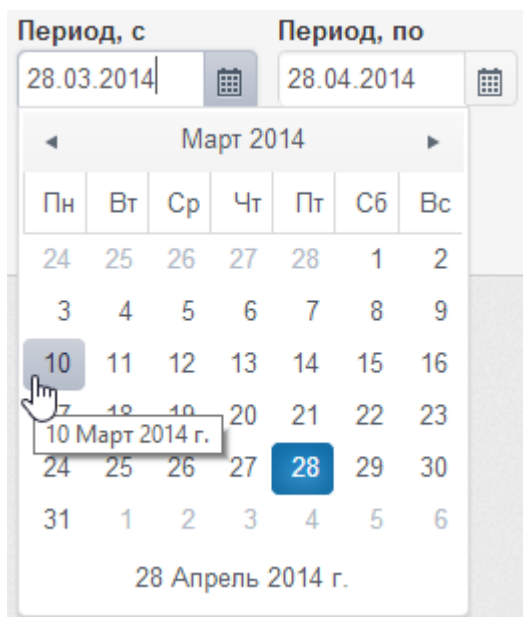 Период, с Период, по
28.03.2014 28.04.2014
Март 2014
Пн Вт Ср Чт Пт Сб Вс
24 25 26 27 28 1 2
3 4 5 6 7 8 9
10 11 12 13 14 15 16
20 21 22 23
10 Март 2014 г.
24 25 26 27 28 29 30
31 1 2 3 4 5 6
28 Апрель 2014 г.